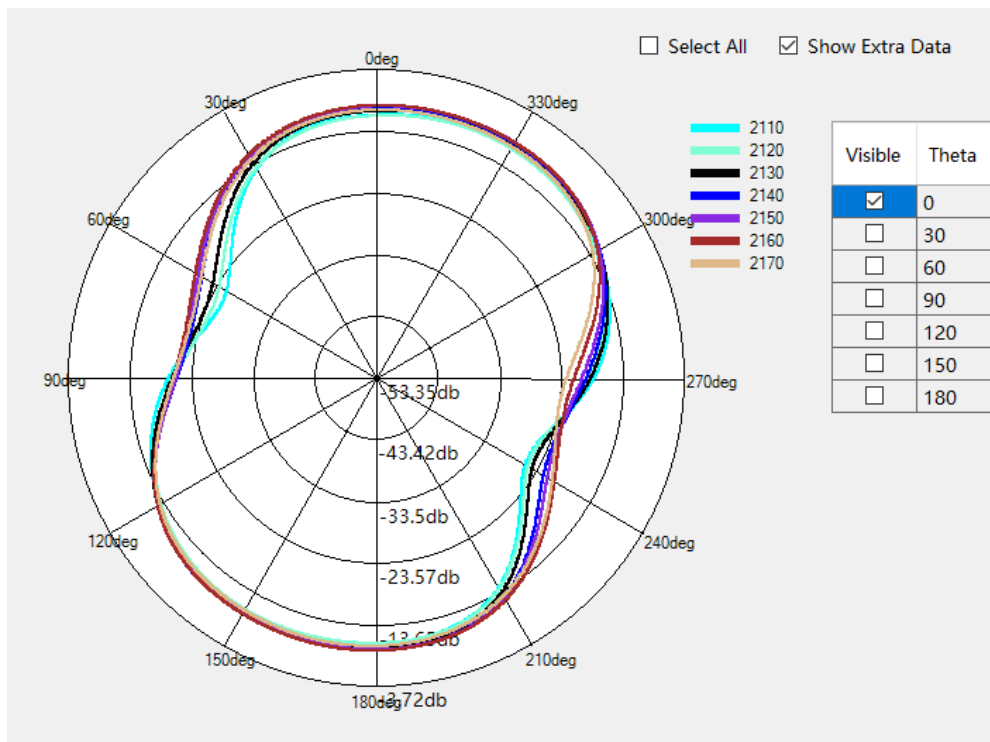 Select All
Show Extra Data
0deg
30deg
330deg
2110
2120
2130
2140
2150
2160
2170
Visible Theta
0
30
60
90
120
150
180
60deg
300deg
90deg
270deg
-53.35db
-43.42db
-33.5db
-23.57db
-13.65db
-3.72db
120deg
240deg
150deg
210deg
180deg